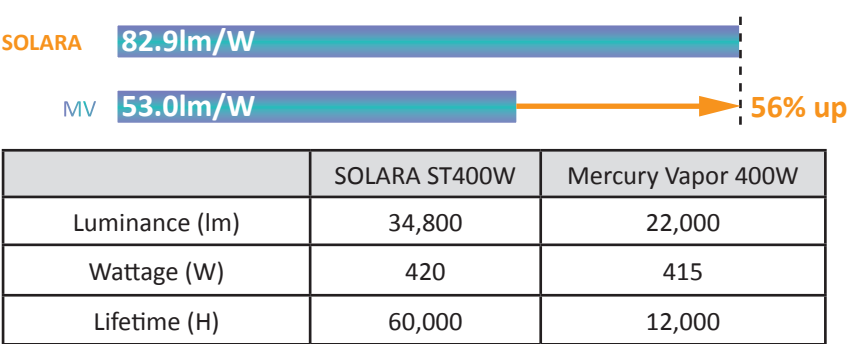 SOLARA 82.9lm/W
MV 53.0lm/W 56% up
SOLARA ST400W Mercury Vapor 400W
Luminance (lm) 34,800 22,000
Wattage (W) 420 415
Lifetime (H) 60,000 12,000